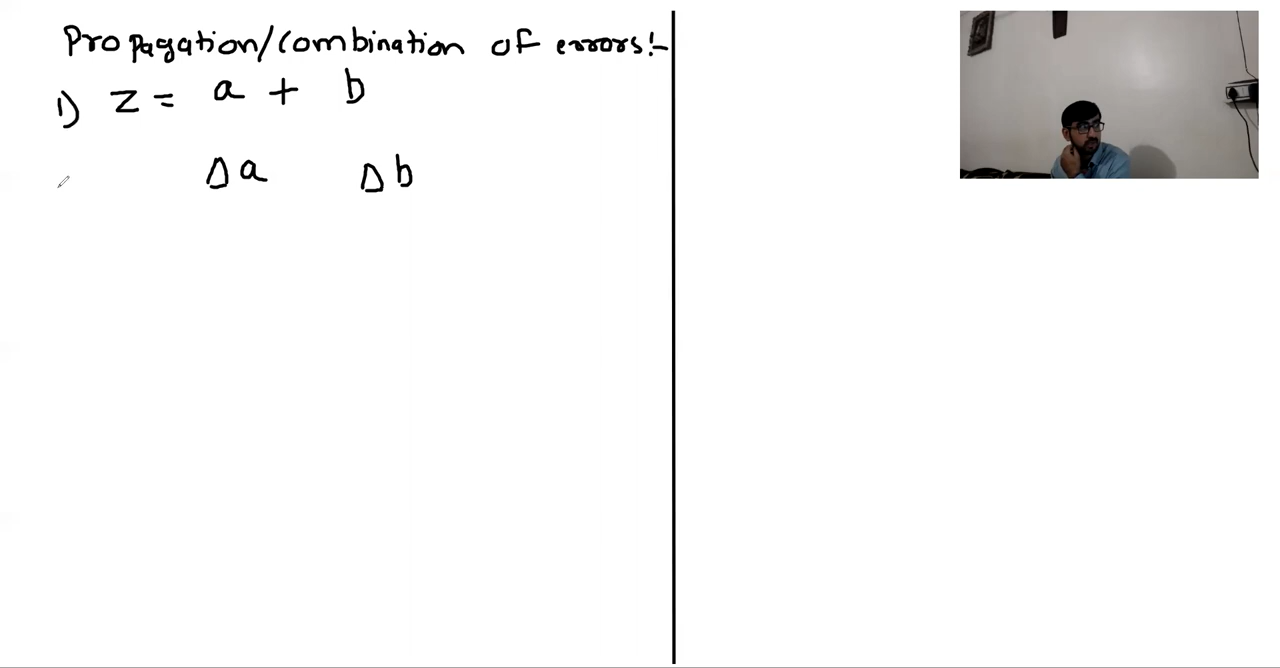 Propagation/combination of errors:-
1) z = a + b
Δa Δb